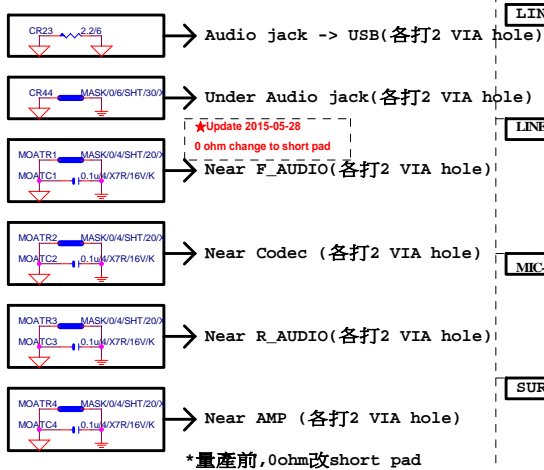 CR23 2.2/6
Audio jack -> USB(各打2 VIA hole)
CR44 MASK/0/6/SHT/30/X
Under Audio jack(各打2 VIA hole)
★Update 2015-05-28
0 ohm change to short pad
MOATR1 MASK/0/4/SHT/20/X
MOATC1 0.1u/4/X7R/16V/K
Near F_AUDIO(各打2 VIA hole)
MOATR2 MASK/0/4/SHT/20/X
MOATC2 0.1u/4/X7R/16V/K
Near Codec (各打2 VIA hole)
MOATR3 MASK/0/4/SHT/20/X
MOATC3 0.1u/4/X7R/16V/K
Near R_AUDIO(各打2 VIA hole)
MOATR4 MASK/0/4/SHT/20/X
MOATC4 0.1u/4/X7R/16V/K
Near AMP (各打2 VIA hole)
*量產前,0ohm改short pad
LIN
LINE
MIC-
SUR